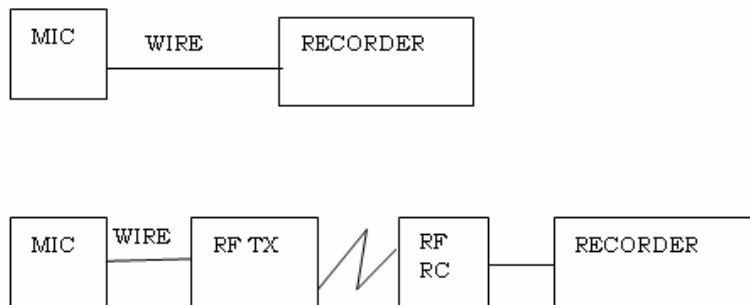 MIC
WIRE
RECORDER
MIC
WIRE
RF TX
RF
RC
RECORDER